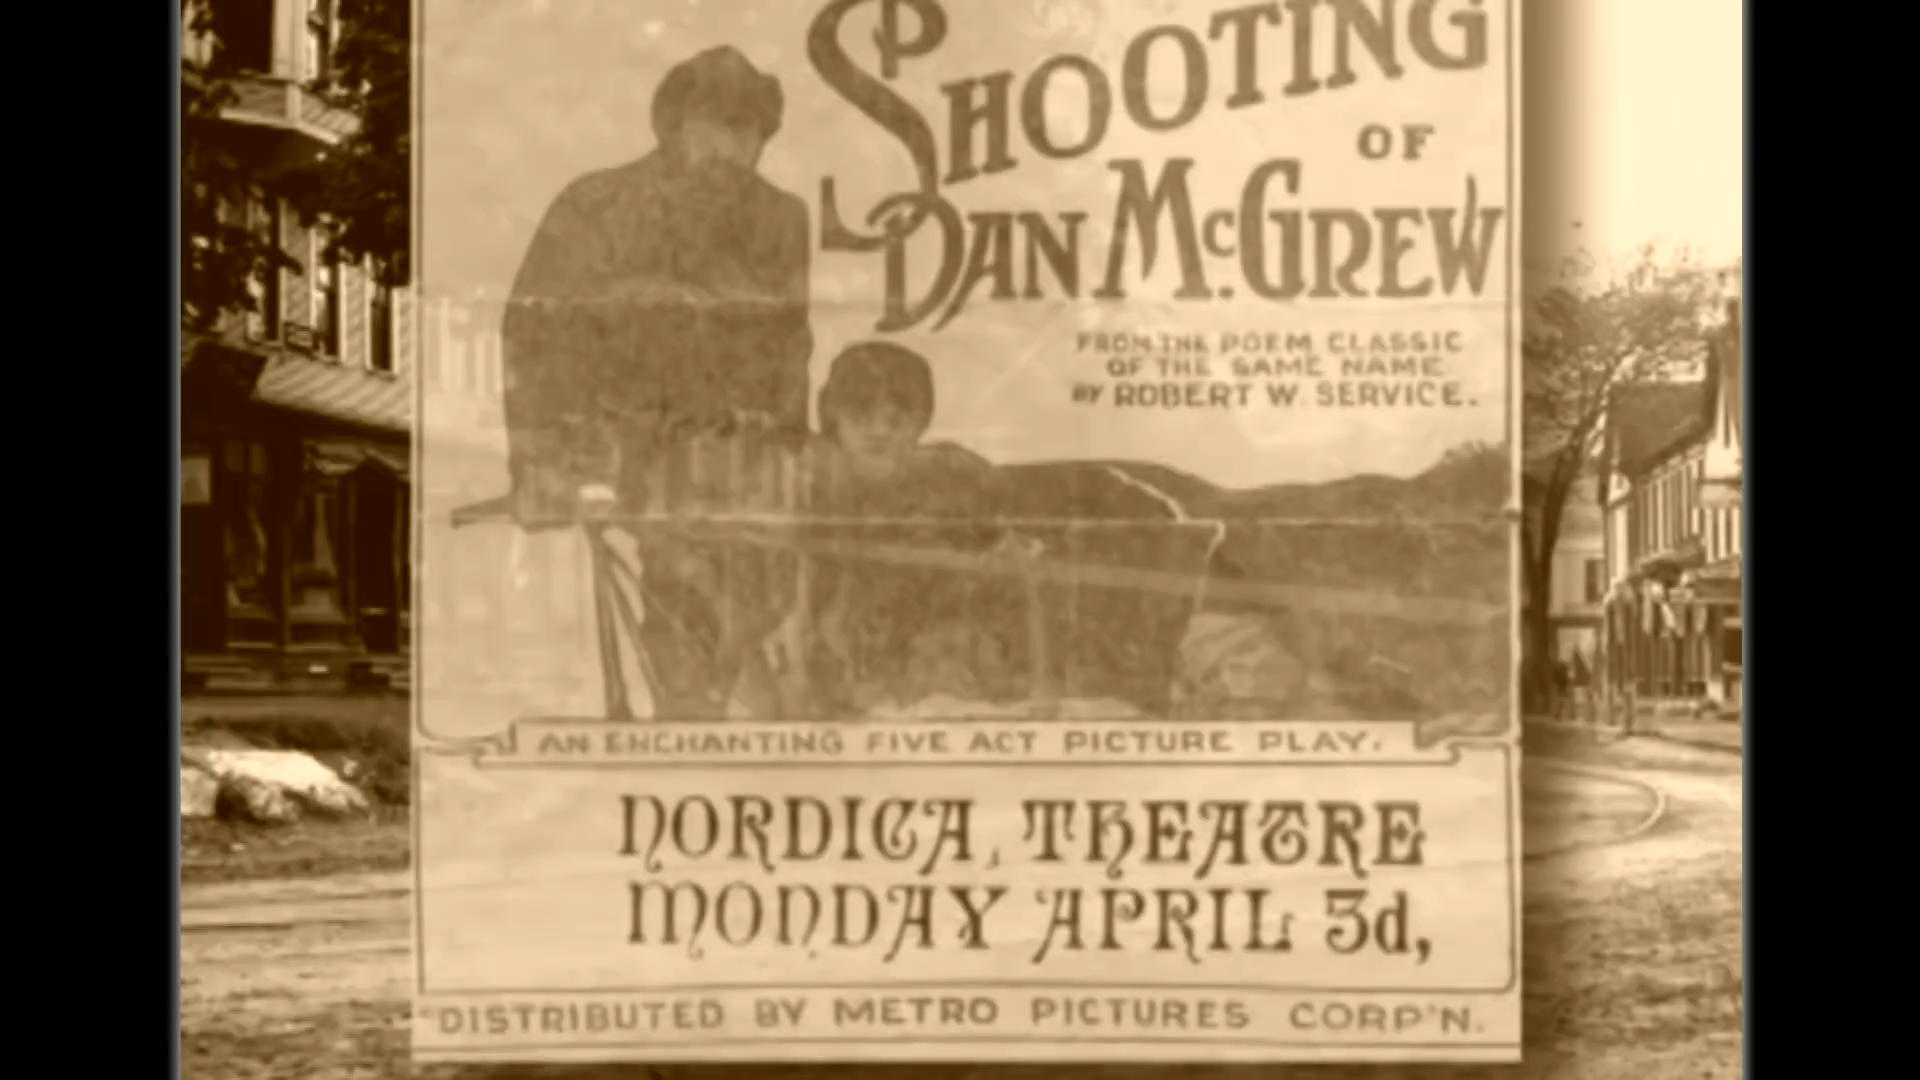 SHOOTING
OF
DAN McGREW
FROM THE POEM CLASSIC
OF THE SAME NAME
BY ROBERT W. SERVICE.
AN ENCHANTING FIVE ACT PICTURE PLAY.
NORDICA, THEATRE
MONDAY APRIL 3d,
DISTRIBUTED BY METRO PICTURES CORP'N.